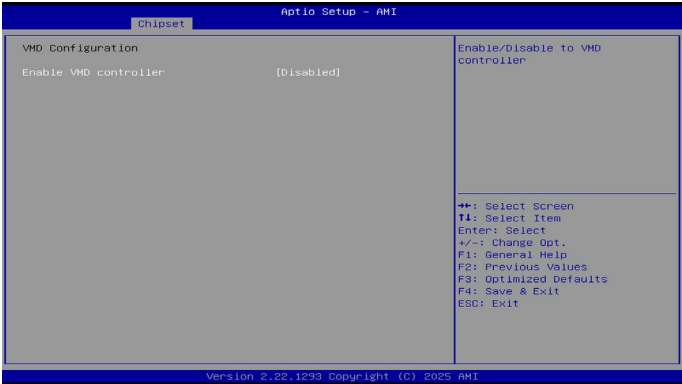 Aptio Setup - AMI
Chipset
VMD Configuration
Enable VMD controller [Disabled]
Enable/Disable to VMD
controller
→←: Select Screen
↑↓: Select Item
Enter: Select
+/-: Change Opt.
F1: General Help
F2: Previous Values
F3: Optimized Defaults
F4: Save & Exit
ESC: Exit
Version 2.22.1293 Copyright (C) 2025 AMI